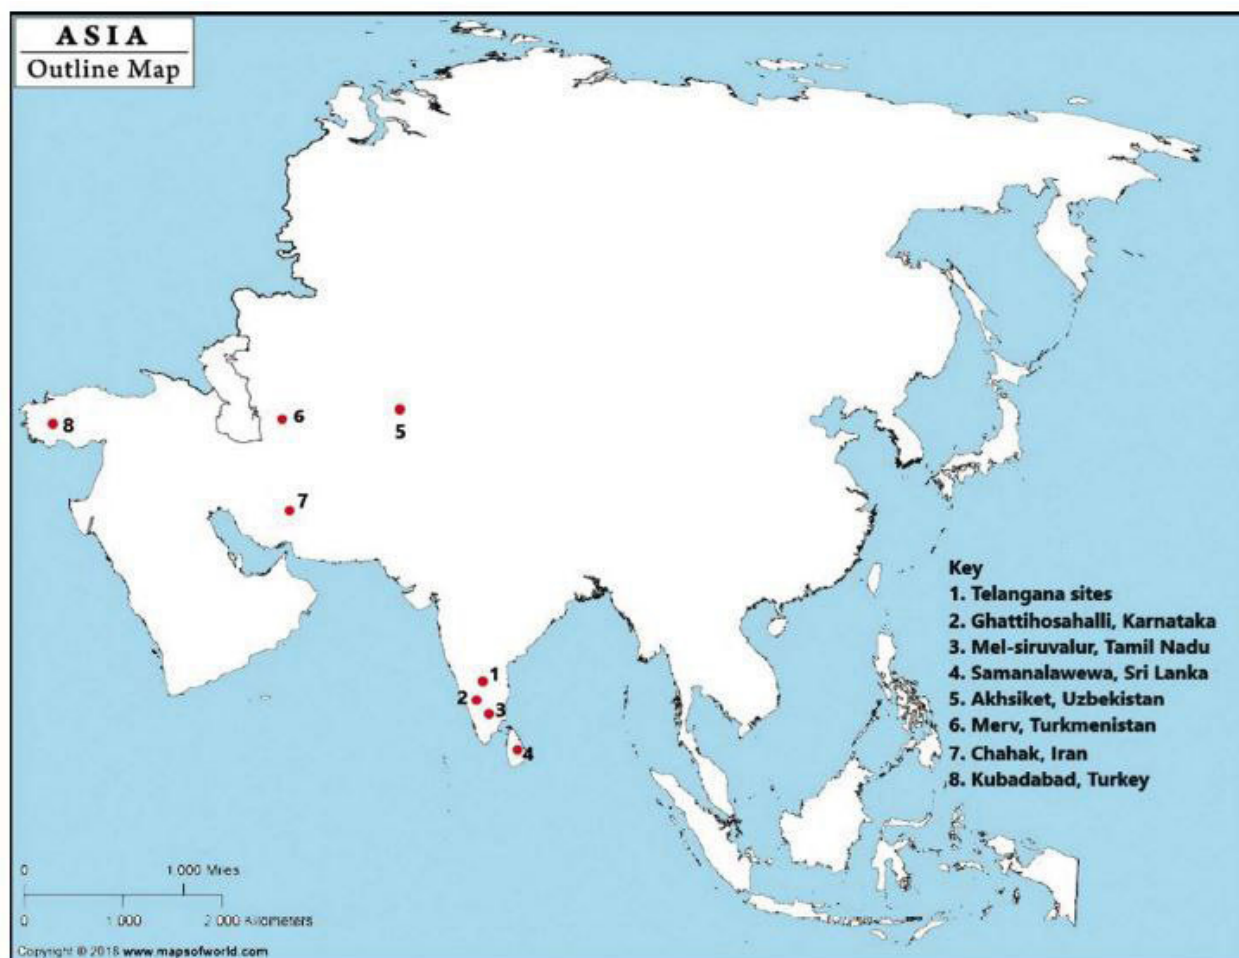 ASIA
Outline Map
8
6
5
7
Key
1. Telangana sites
2. Ghattihosahalli, Karnataka
3. Mel-siruvalur, Tamil Nadu
4. Samanalawewa, Sri Lanka
5. Akhsiket, Uzbekistan
6. Merv, Turkmenistan
7. Chahak, Iran
8. Kubadabad, Turkey
1
2
3
4
0 1 000 Miles
0 1 000 2 000 Kilometers
Copyright © 2018 www.mapsofworld.com